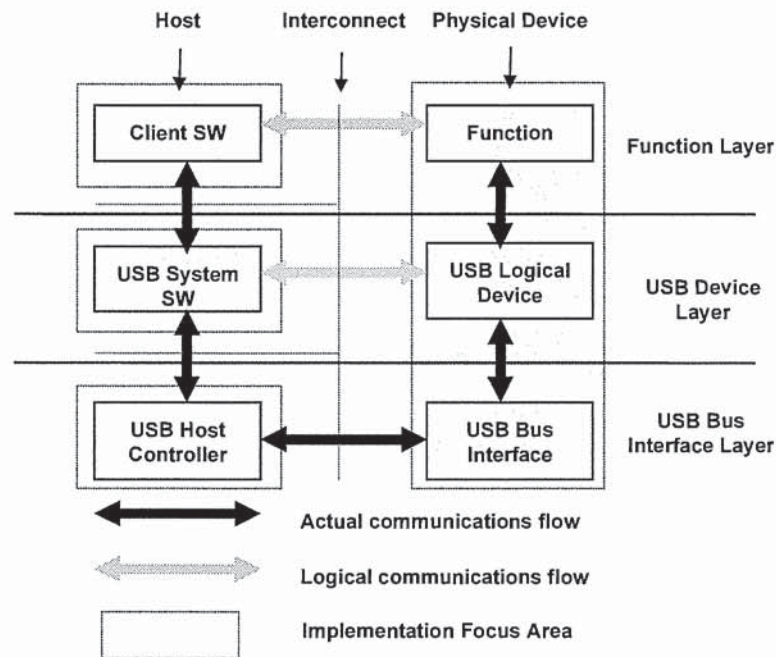 Host
Interconnect
Physical Device
Client SW
Function
Function Layer
USB System
SW
USB Logical
Device
USB Device
Layer
USB Host
Controller
USB Bus
Interface
USB Bus
Interface Layer
Actual communications flow
Logical communications flow
Implementation Focus Area